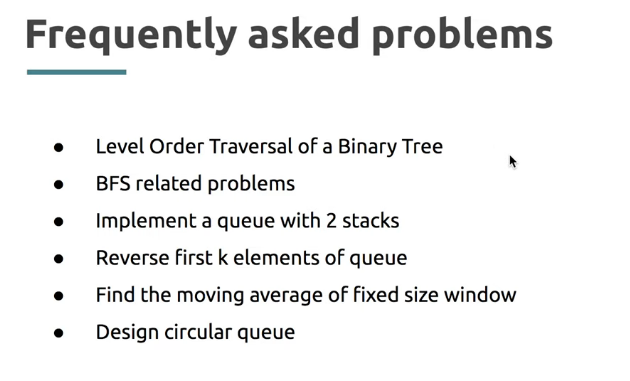 Frequently asked problems
● Level Order Traversal of a Binary Tree
● BFS related problems
● Implement a queue with 2 stacks
● Reverse first k elements of queue
● Find the moving average of fixed size window
● Design circular queue